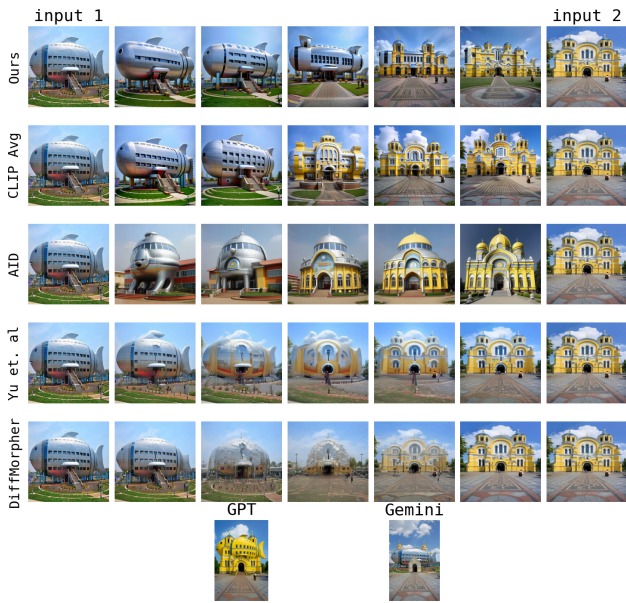 input 1
input 2
Ours
CLIP Avg
AID
Yu et. al
DiffMorpher
GPT
Gemini